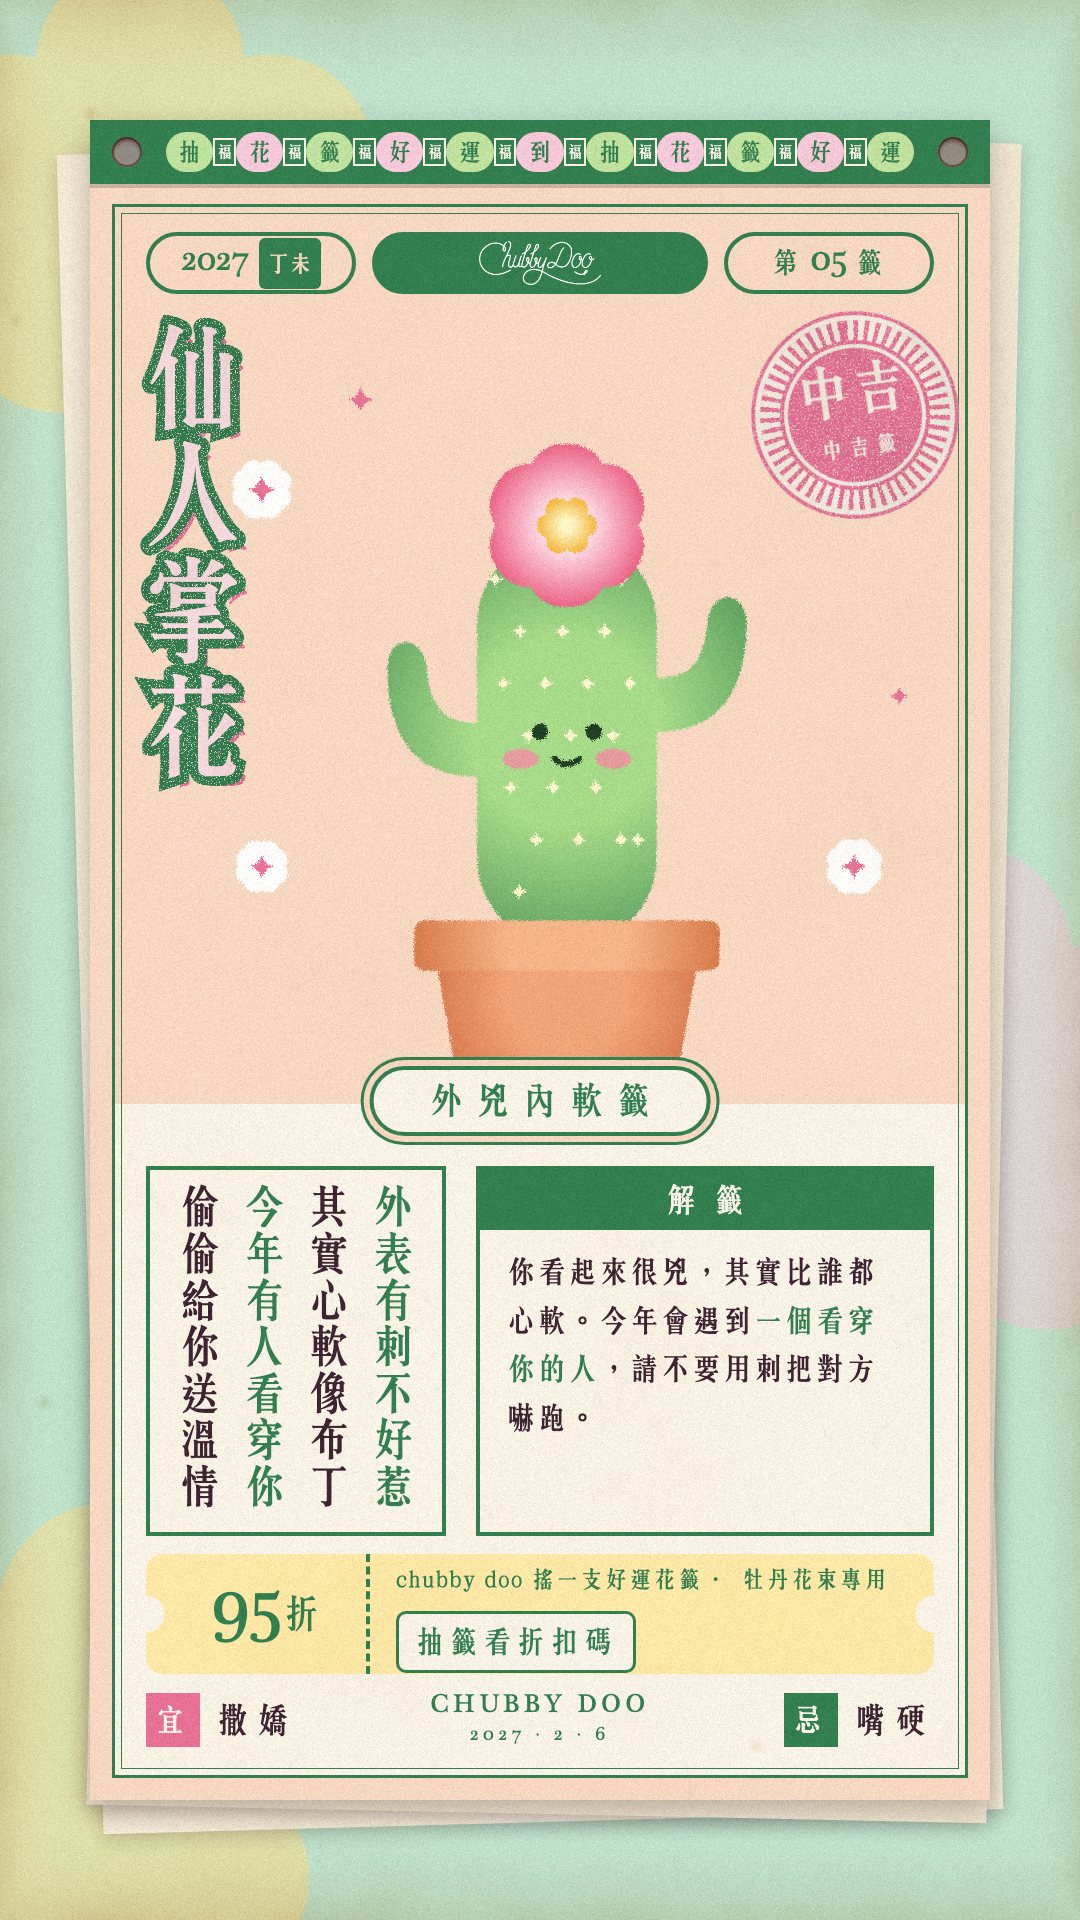 抽福花福籤福好福運福到福抽福花福籤福好福運
2027 丁未
Chubby Doo
第 05 籤
仙人掌花
中吉
中吉籤
外兇內軟籤
外表有刺不好惹
其實心軟像布丁
今年有人看穿你
偷偷給你送溫情
解籤
你看起來很兇，其實比誰都
心軟。今年會遇到一個看穿
你的人，請不要用刺把對方
嚇跑。
95折
chubby doo 搖一支好運花籤・ 牡丹花束專用
抽籤看折扣碼
宜 撒嬌
CHUBBY DOO
2027 · 2 · 6
忌 嘴硬